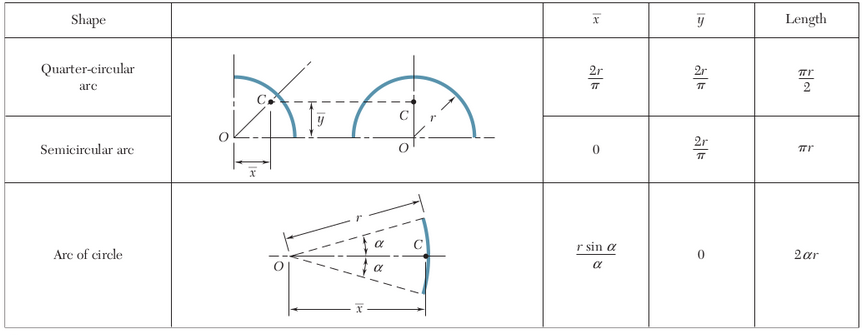 Shape x̄ ȳ Length
Quarter-circular
arc
2r/π 2r/π πr/2
C ȳ C r
O O
x̄
Semicircular arc 0 2r/π πr
r
α C
O α
x̄
Arc of circle r sin α/α 0 2αr